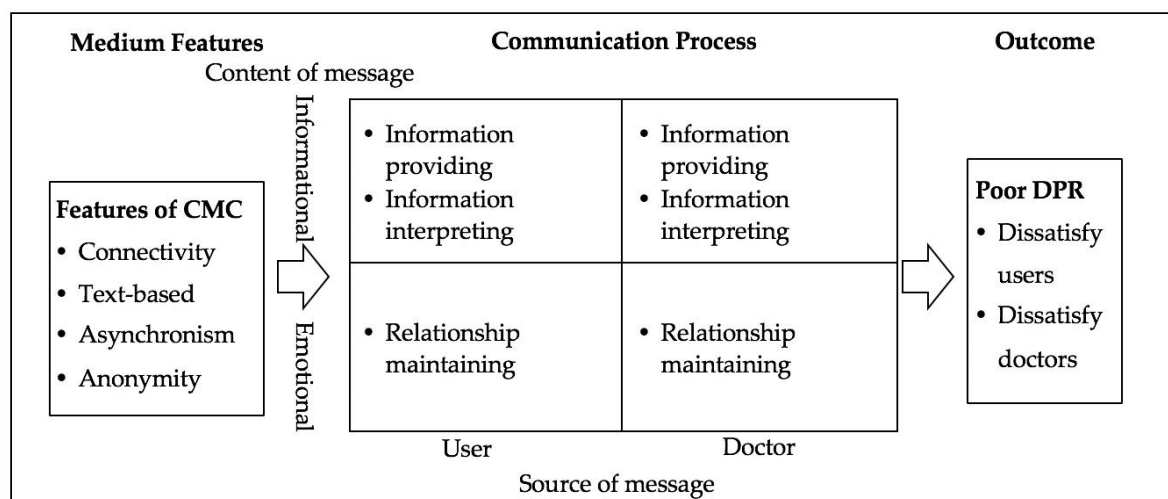 Medium Features
Communication Process
Outcome
Content of message
Informational
Emotional
Features of CMC
• Connectivity
• Text-based
• Asynchronism
• Anonymity
• Information
providing
• Information
interpreting
• Information
providing
• Information
interpreting
• Relationship
maintaining
• Relationship
maintaining
User
Doctor
Source of message
Poor DPR
• Dissatisfy
users
• Dissatisfy
doctors